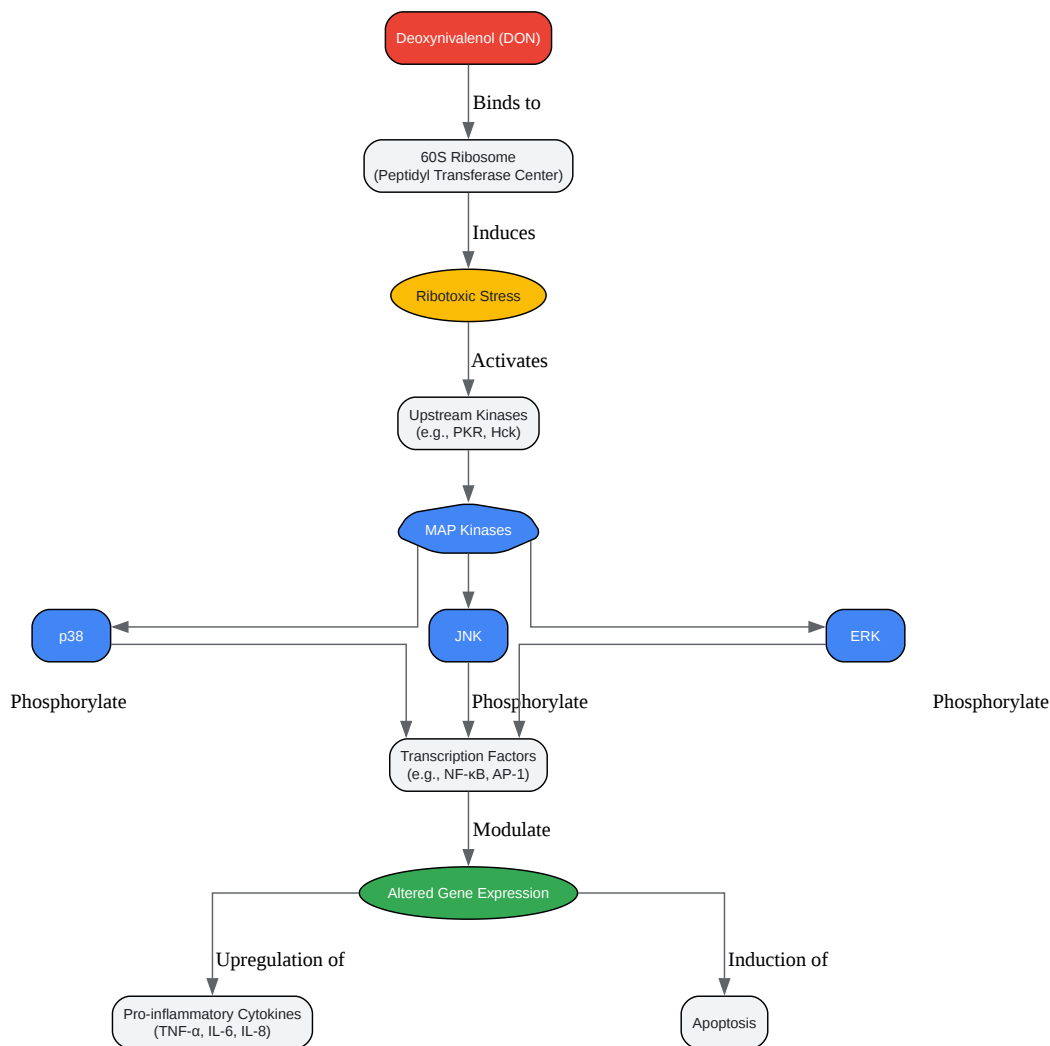 Deoxynivalenol (DON)
Binds to
60S Ribosome
(Peptidyl Transferase Center)
Induces
Ribotoxic Stress
Activates
Upstream Kinases
(e.g., PKR, Hck)
MAP Kinases
p38
JNK
ERK
Phosphorylate
Phosphorylate
Phosphorylate
Transcription Factors
(e.g., NF-κB, AP-1)
Modulate
Altered Gene Expression
Upregulation of
Induction of
Pro-inflammatory Cytokines
(TNF-α, IL-6, IL-8)
Apoptosis